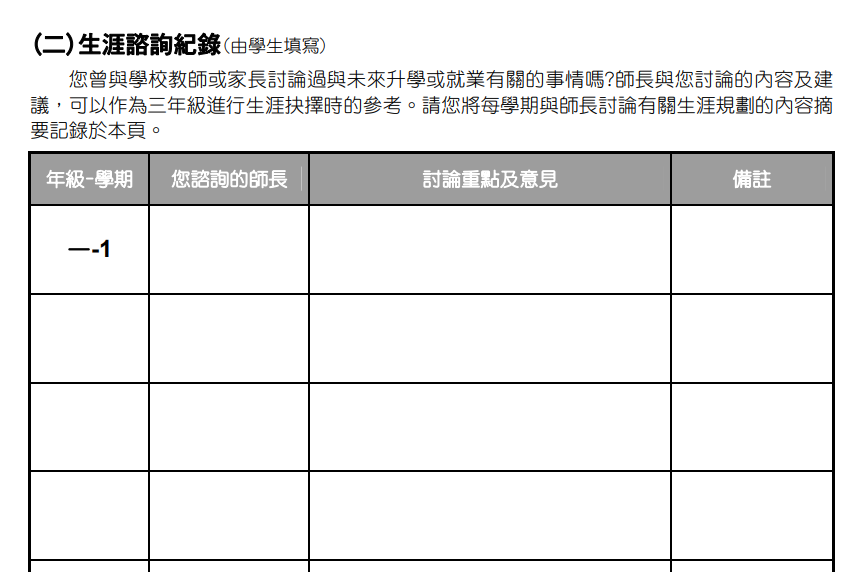 (二)生涯諮詢紀錄(由學生填寫)
您曾與學校教師或家長討論過與未來升學或就業有關的事情嗎?師長與您討論的內容及建
議，可以作為三年級進行生涯抉擇時的參考。請您將每學期與師長討論有關生涯規劃的內容摘
要記錄於本頁。
年級-學期 您諮詢的師長 討論重點及意見 備註
一-1